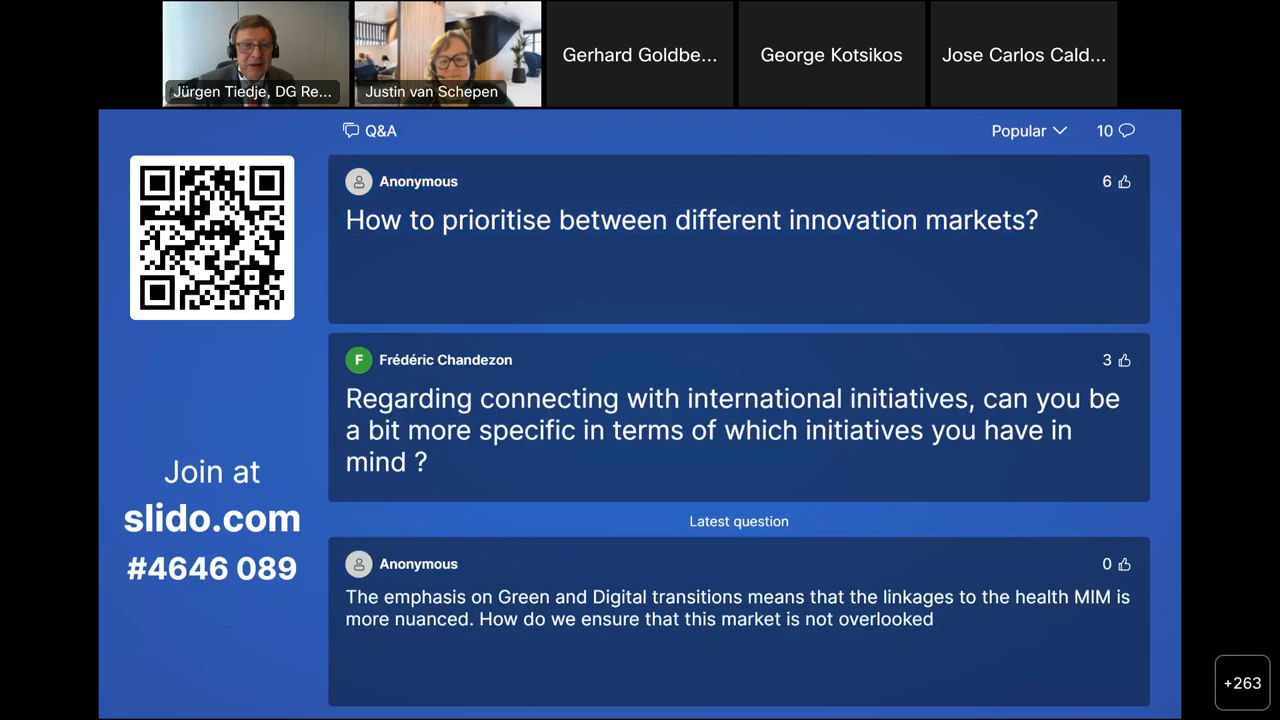 Jürgen Tiedje, DG Re...
Justin van Schepen
Gerhard Goldbe...
George Kotsikos
Jose Carlos Cald...
Q&A
Popular
10
Anonymous
6
How to prioritise between different innovation markets?
F
Frédéric Chandezon
3
Regarding connecting with international initiatives, can you be
a bit more specific in terms of which initiatives you have in
mind ?
Join at
slido.com
#4646 089
Latest question
Anonymous
0
The emphasis on Green and Digital transitions means that the linkages to the health MIM is
more nuanced. How do we ensure that this market is not overlooked
+263